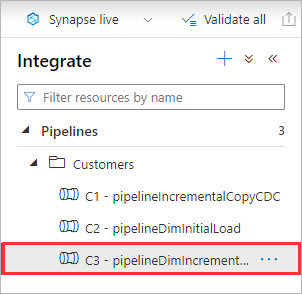 Synapse live
Validate all
Integrate
Filter resources by name
Pipelines 3
Customers
C1 - pipelineIncrementalCopyCDC
C2 - pipelineDimInitialLoad
C3 - pipelineDimIncrement...